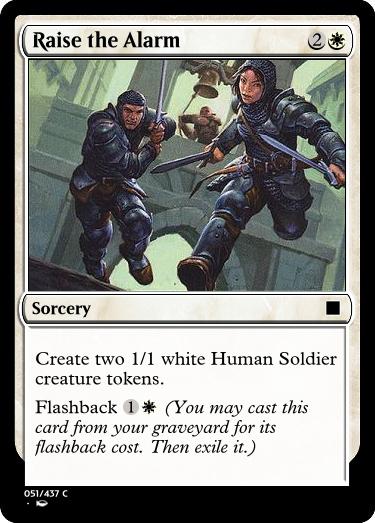 Raise the Alarm 2
Sorcery
Create two 1/1 white Human Soldier
creature tokens.
Flashback 1 (You may cast this
card from your graveyard for its
flashback cost. Then exile it.)
051/437 C